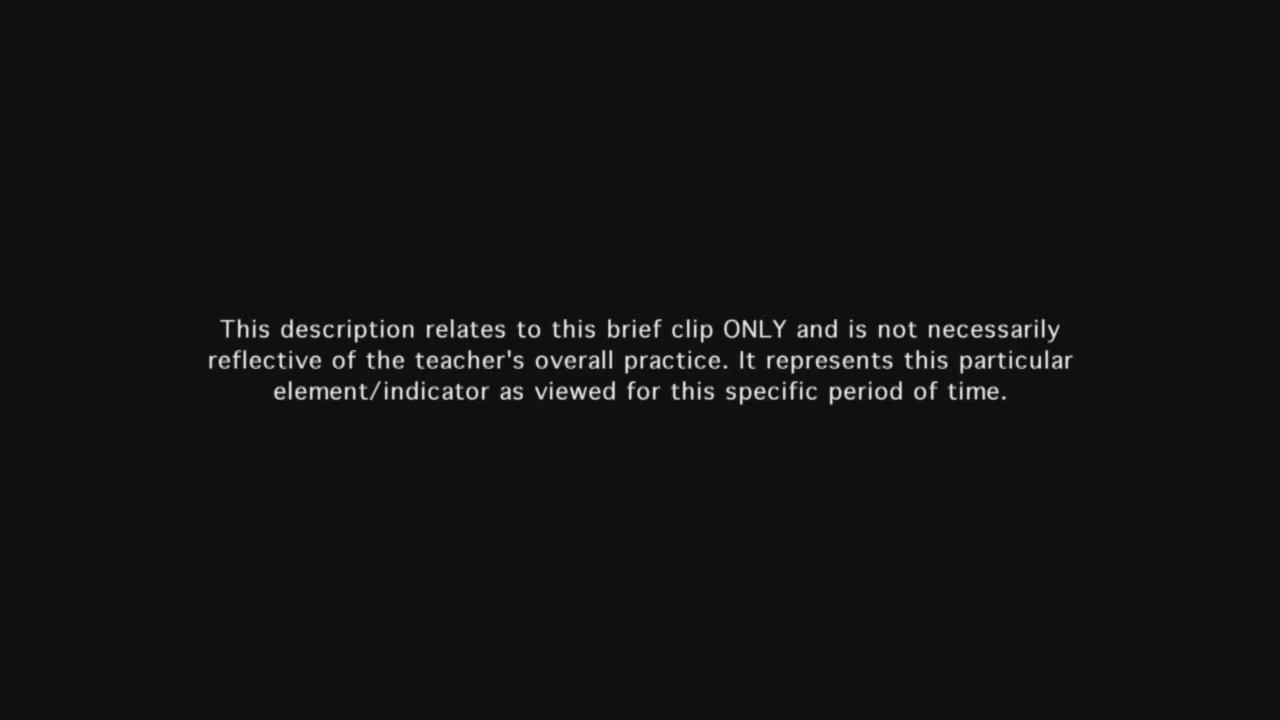 This description relates to this brief clip ONLY and is not necessarily
reflective of the teacher's overall practice. It represents this particular
element/indicator as viewed for this specific period of time.